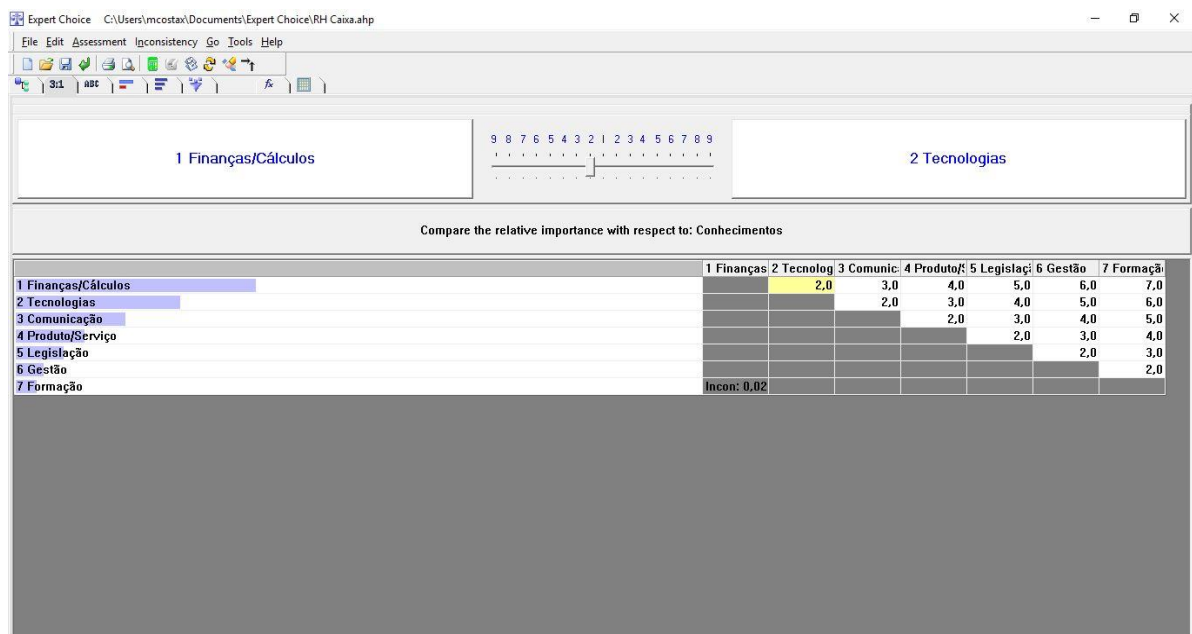 Expert Choice C:\Users\mcostax\Documents\Expert Choice\RH Caixa.ahp
File Edit Assessment Inconsistency Go Tools Help
3:1 ABC fx
1 Finanças/Cálculos
9 8 7 6 5 4 3 2 1 2 3 4 5 6 7 8 9
2 Tecnologias
Compare the relative importance with respect to: Conhecimentos
1 Finanças 2 Tecnolog 3 Comunic 4 Produto/S 5 Legislaç 6 Gestão 7 Formaçã
1 Finanças/Cálculos 2,0 3,0 4,0 5,0 6,0 7,0
2 Tecnologias 2,0 3,0 4,0 5,0 6,0
3 Comunicação 2,0 3,0 4,0 5,0
4 Produto/Serviço 2,0 3,0 4,0
5 Legislação 2,0 3,0
6 Gestão 2,0
7 Formação Incon: 0,02